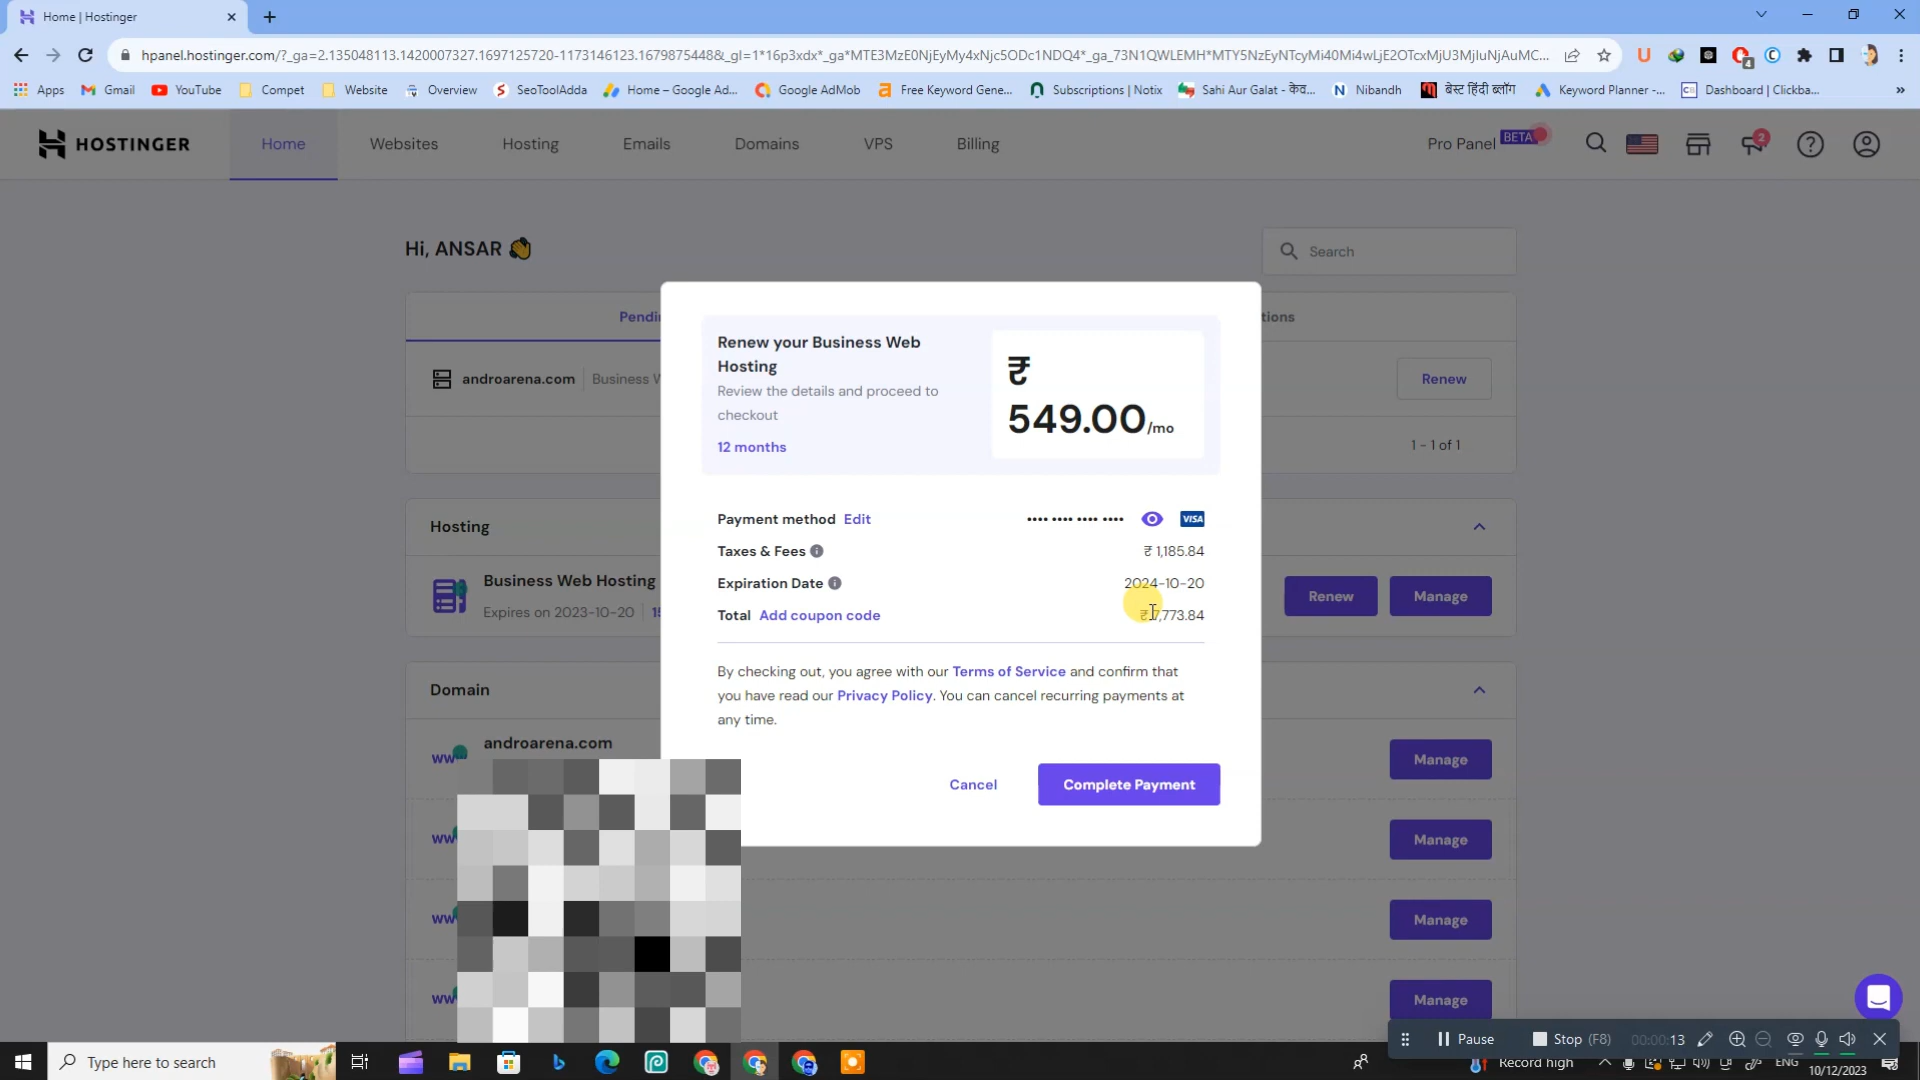 Home | Hostinger
hpanel.hostinger.com/?_ga=2.135048113.1420007327.1697125720-1173146123.1679875448&_gl=1*16p3xdx*_ga*MTE3MzE0NjEyMy4xNjc5ODc1NDQ4*_ga_73N1QWLEMH*MTY5NzEyNTcyMi40Mi4wLjE2OTcxMjU3MjIuNjAuMC...
Apps Gmail YouTube Compet Website Overview SeoToolAdda Home – Google Ad... Google AdMob Free Keyword Gene... Subscriptions | Notix Sahi Aur Galat - केव... Nibandh बेस्ट हिंदी ब्लॉग Keyword Planner -... Dashboard | Clickba... »
HOSTINGER Home Websites Hosting Emails Domains VPS Billing Pro Panel BETA 2
Hi, ANSAR
Search
Pendi
tions
androarena.com Business W
Renew
1 - 1 of 1
Renew your Business Web
Hosting
Review the details and proceed to
checkout
12 months
₹
549.00/mo
Payment method Edit •••• •••• •••• •••• VISA
Taxes & Fees ₹ 1,185.84
Expiration Date 2024-10-20
Total Add coupon code ₹ 7,773.84
By checking out, you agree with our Terms of Service and confirm that
you have read our Privacy Policy. You can cancel recurring payments at
any time.
Cancel Complete Payment
Hosting
Business Web Hosting
Expires on 2023-10-20
Renew Manage
Domain
androarena.com
Manage
Manage
Manage
Manage
Pause Stop (F8) 00:00:13
Type here to search
Record high
ENG
10/12/2023